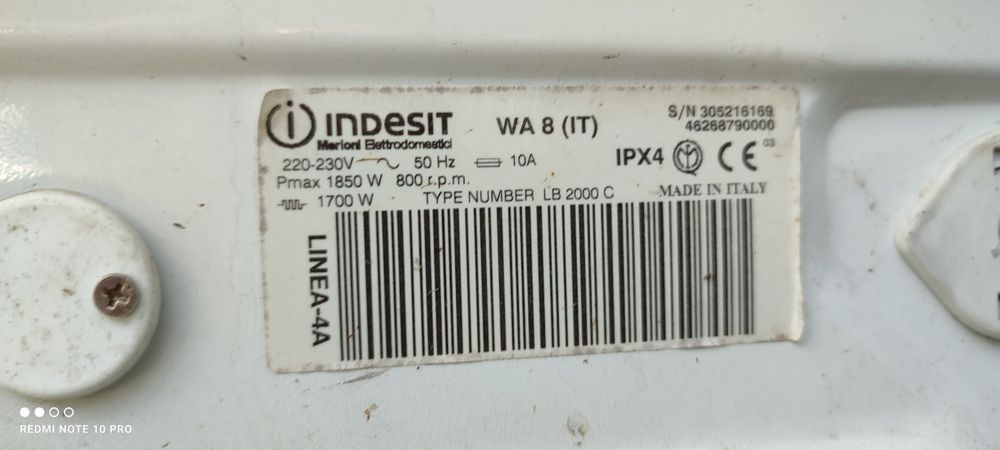 indesit WA 8 (IT) S/N 305216169
46268790000
Merloni Elettrodomestici
220-230V 50 Hz 10A IPX4 CE 03
Pmax 1850 W 800 r.p.m.
1700 W TYPE NUMBER LB 2000 C MADE IN ITALY
LINEA-4A
REDMI NOTE 10 PRO